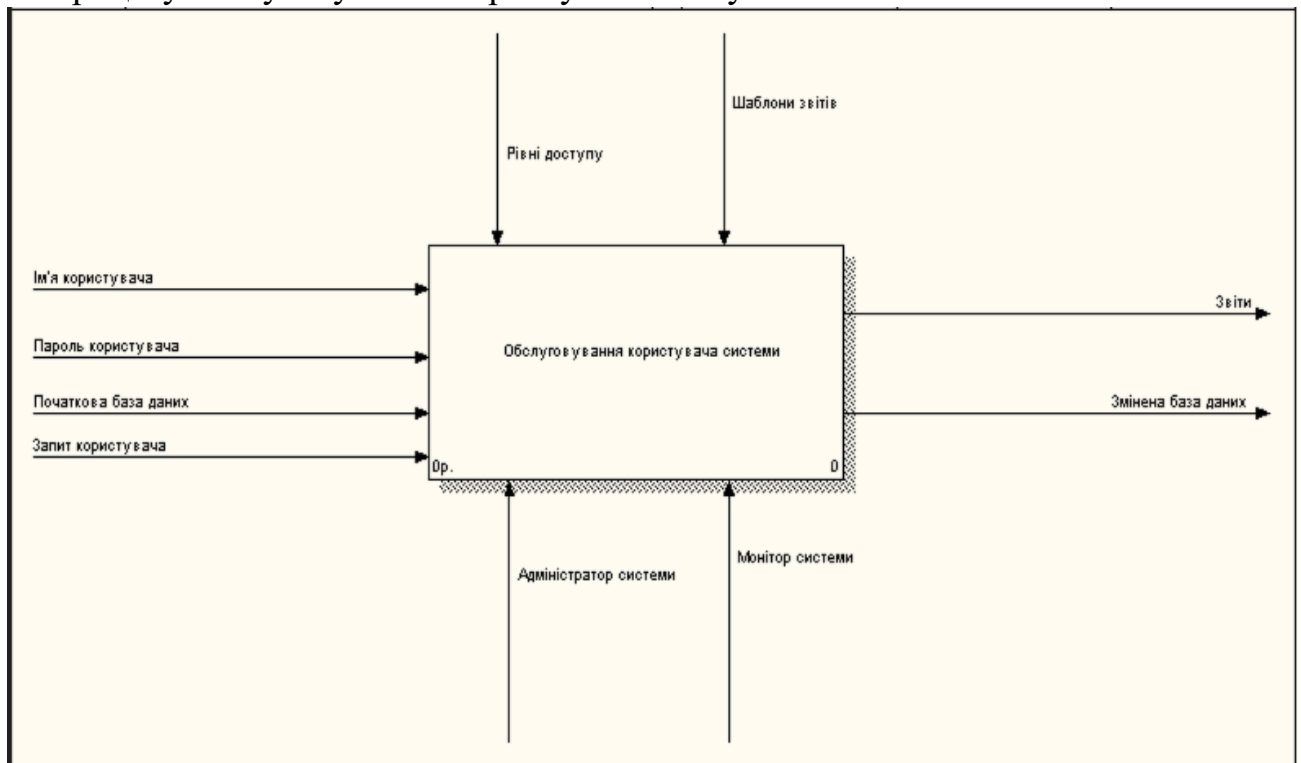 Шаблони звітів
Рівні доступу
Ім'я користувача
Звіти
Пароль користувача
Обслуговування користувача системи
Початкова база даних
Змінена база даних
Запит користувача
0р.
0
Монітор системи
Адміністратор системи